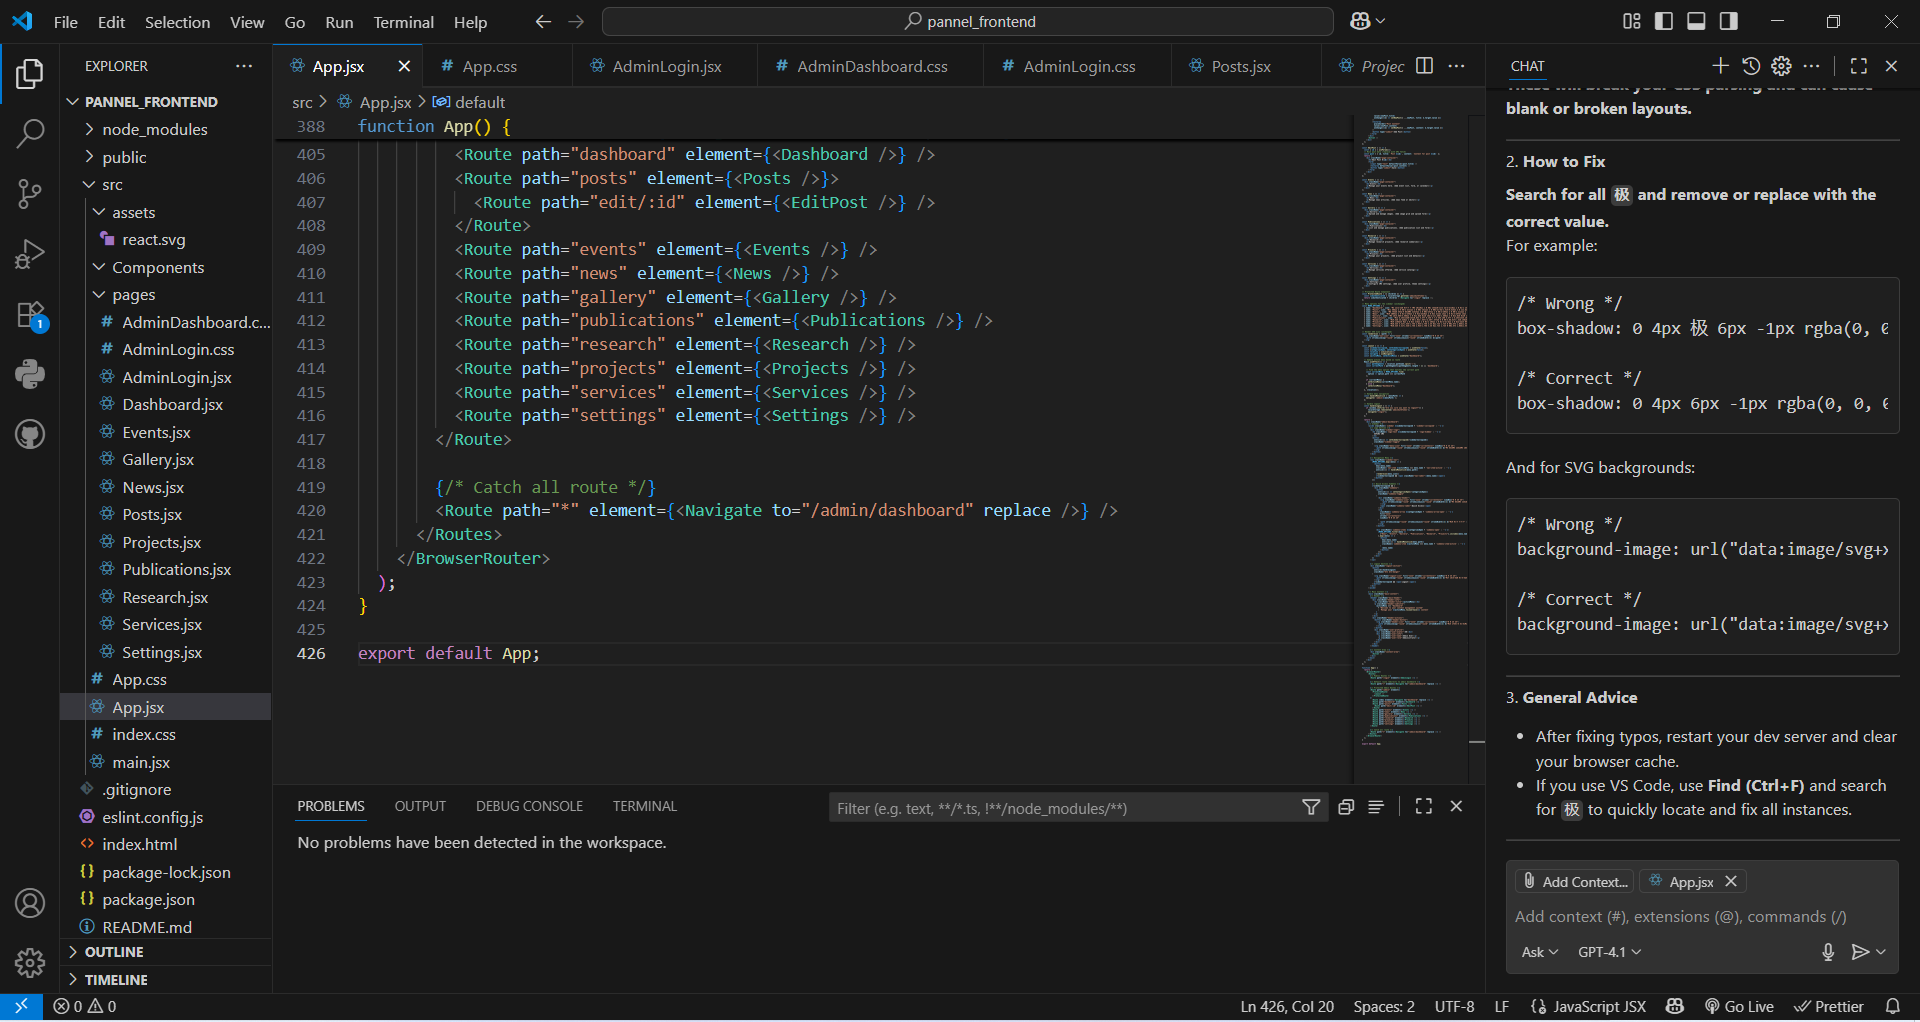 File Edit Selection View Go Run Terminal Help
pannel_frontend
EXPLORER
PANNEL_FRONTEND
node_modules
public
src
assets
react.svg
Components
pages
AdminDashboard.c...
AdminLogin.css
AdminLogin.jsx
Dashboard.jsx
Events.jsx
Gallery.jsx
News.jsx
Posts.jsx
Projects.jsx
Publications.jsx
Research.jsx
Services.jsx
Settings.jsx
App.css
App.jsx
index.css
main.jsx
.gitignore
eslint.config.js
index.html
package-lock.json
package.json
README.md
OUTLINE
TIMELINE
1
App.jsx App.css AdminLogin.jsx AdminDashboard.css AdminLogin.css Posts.jsx Projec
src > App.jsx > default
388 function App() {
405 <Route path="dashboard" element={<Dashboard />} />
406 <Route path="posts" element={<Posts />}>
407 <Route path="edit/:id" element={<EditPost />} />
408 </Route>
409 <Route path="events" element={<Events />} />
410 <Route path="news" element={<News />} />
411 <Route path="gallery" element={<Gallery />} />
412 <Route path="publications" element={<Publications />} />
413 <Route path="research" element={<Research />} />
414 <Route path="projects" element={<Projects />} />
415 <Route path="services" element={<Services />} />
416 <Route path="settings" element={<Settings />} />
417 </Route>
418
419 {/* Catch all route */}
420 <Route path="*" element={<Navigate to="/admin/dashboard" replace />} />
421 </Routes>
422 </BrowserRouter>
423 );
424 }
425
426 export default App;
PROBLEMS OUTPUT DEBUG CONSOLE TERMINAL
Filter (e.g. text, **/*.ts, !**/node_modules/**)
No problems have been detected in the workspace.
CHAT
These will break your CSS parsing and can cause
blank or broken layouts.
2. How to Fix
Search for all 极 and remove or replace with the
correct value.
For example:
/* Wrong */
box-shadow: 0 4px 极 6px -1px rgba(0, 0
/* Correct */
box-shadow: 0 4px 6px -1px rgba(0, 0, 0
And for SVG backgrounds:
/* Wrong */
background-image: url("data:image/svg+x
/* Correct */
background-image: url("data:image/svg+x
3. General Advice
• After fixing typos, restart your dev server and clear
your browser cache.
• If you use VS Code, use Find (Ctrl+F) and search
for 极 to quickly locate and fix all instances.
Add Context... App.jsx
Add context (#), extensions (@), commands (/)
Ask GPT-4.1
0 0
Ln 426, Col 20 Spaces: 2 UTF-8 LF JavaScript JSX Go Live Prettier